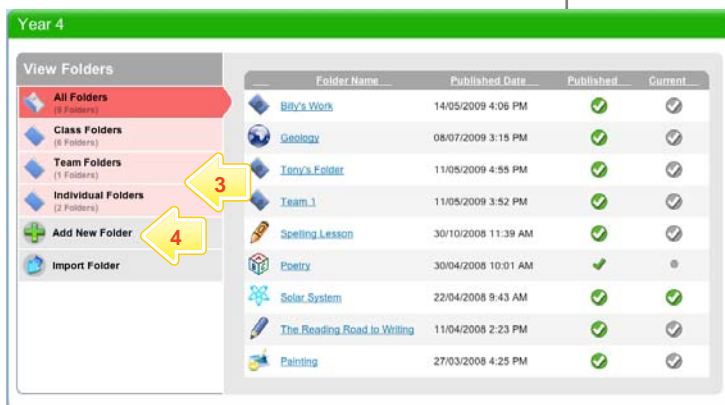 Year 4
View Folders
All Folders
(9 Folders)
Class Folders
(6 Folders)
Team Folders
(1 Folders)
Individual Folders
(2 Folders)
Add New Folder
Import Folder
3
4
Folder Name Published Date Published Current
Billy's Work 14/05/2009 4:06 PM
Geology 08/07/2009 3:15 PM
Tony's Folder 11/05/2009 4:55 PM
Team 1 11/05/2009 3:52 PM
Spelling Lesson 30/10/2008 11:39 AM
Poetry 30/04/2008 10:01 AM
Solar System 22/04/2008 9:43 AM
The Reading Road to Writing 11/04/2008 2:23 PM
Painting 27/03/2008 4:25 PM